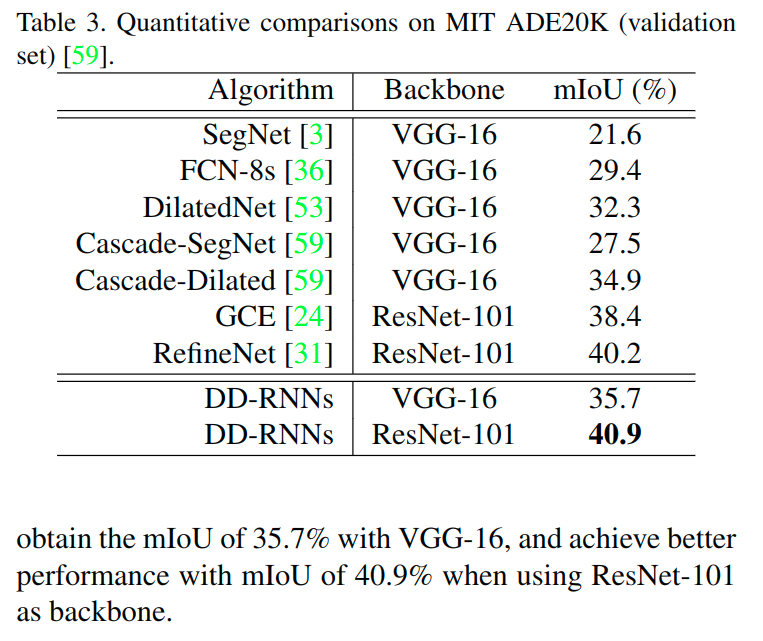 Table 3. Quantitative comparisons on MIT ADE20K (validation
set) [59].
Algorithm Backbone mIoU (%)
SegNet [3] VGG-16 21.6
FCN-8s [36] VGG-16 29.4
DilatedNet [53] VGG-16 32.3
Cascade-SegNet [59] VGG-16 27.5
Cascade-Dilated [59] VGG-16 34.9
GCE [24] ResNet-101 38.4
RefineNet [31] ResNet-101 40.2
DD-RNNs VGG-16 35.7
DD-RNNs ResNet-101 40.9
obtain the mIoU of 35.7% with VGG-16, and achieve better
performance with mIoU of 40.9% when using ResNet-101
as backbone.